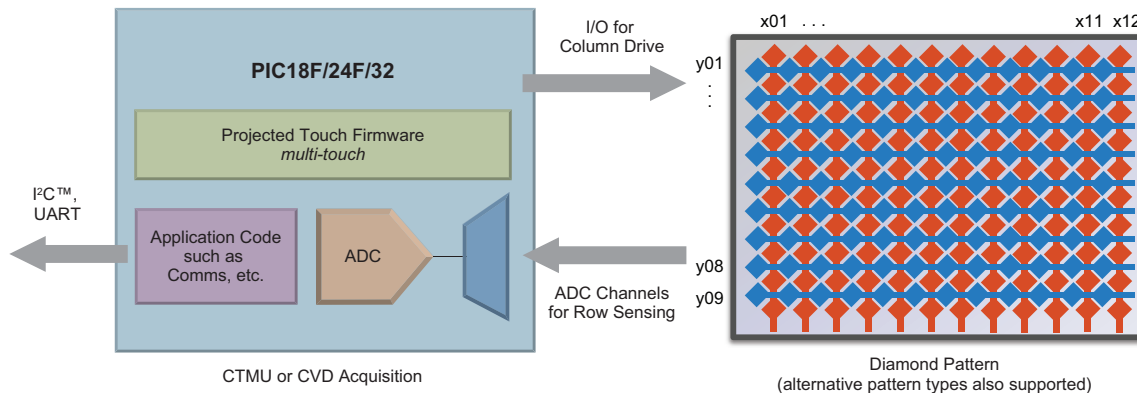 PIC18F/24F/32
Projected Touch Firmware
multi-touch
I²C™,
UART
Application Code
such as
Comms, etc.
ADC
CTMU or CVD Acquisition
I/O for
Column Drive
ADC Channels
for Row Sensing
x01 . . . x11 x12
y01
.
.
.
y08
y09
Diamond Pattern
(alternative pattern types also supported)